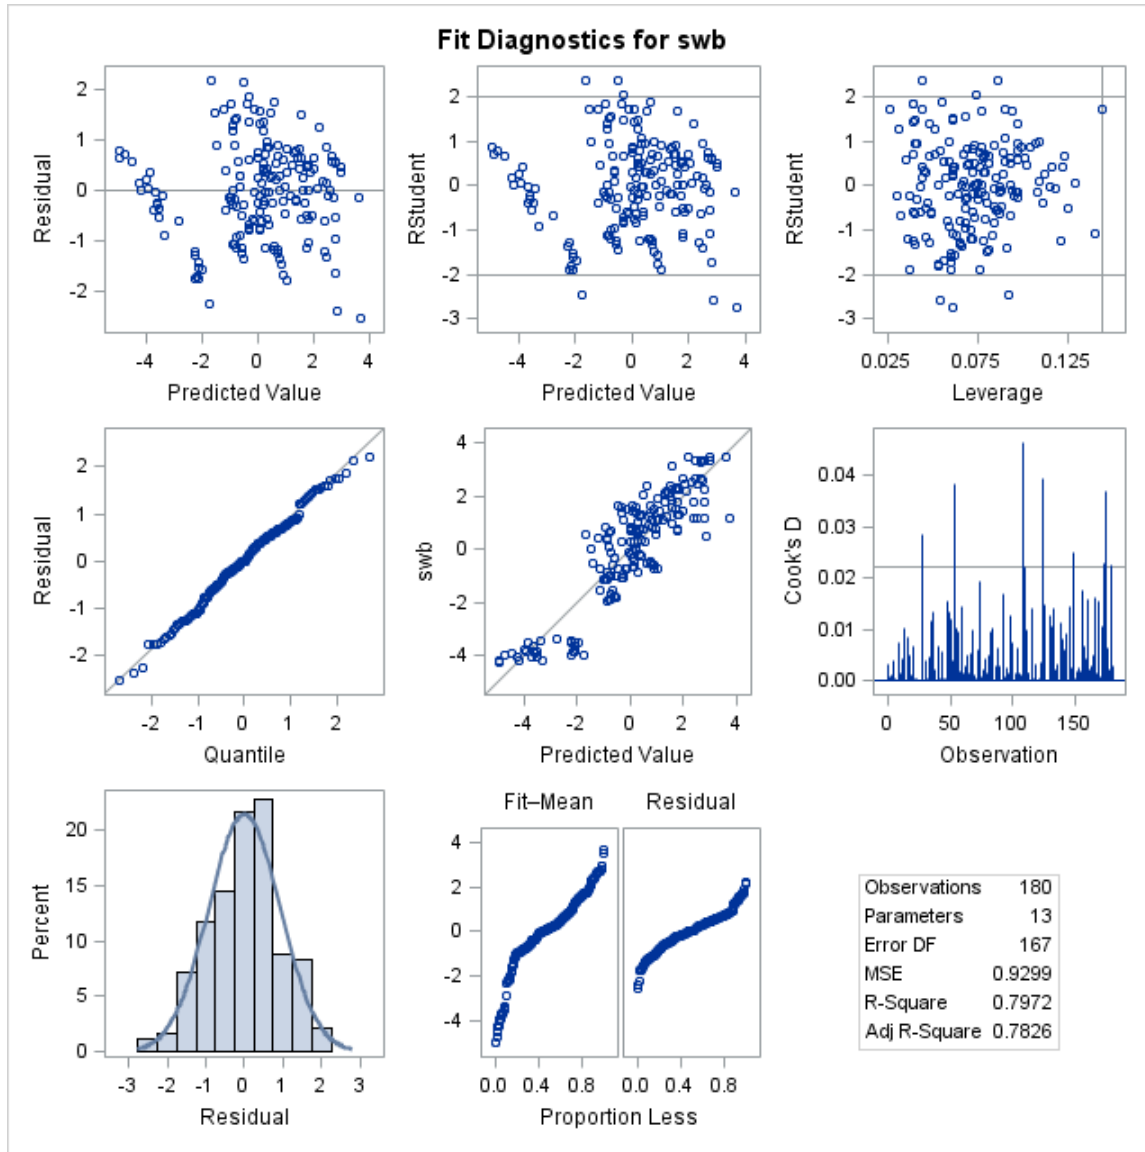 Fit Diagnostics for swb
Residual
2
1
0
-1
-2
-4 -2 0 2 4
Predicted Value
RStudent
2
1
0
-1
-2
-3
-4 -2 0 2 4
Predicted Value
RStudent
2
1
0
-1
-2
-3
0.025 0.075 0.125
Leverage
Residual
2
1
0
-1
-2
-2 -1 0 1 2
Quantile
swb
4
2
0
-2
-4
-4 -2 0 2 4
Predicted Value
Cook's D
0.04
0.03
0.02
0.01
0.00
0 50 100 150
Observation
Percent
20
15
10
5
0
-3 -2 -1 0 1 2 3
Residual
Fit–Mean Residual
4
2
0
-2
-4
0.0 0.4 0.8 0.0 0.4 0.8
Proportion Less
Observations 180
Parameters 13
Error DF 167
MSE 0.9299
R-Square 0.7972
Adj R-Square 0.7826